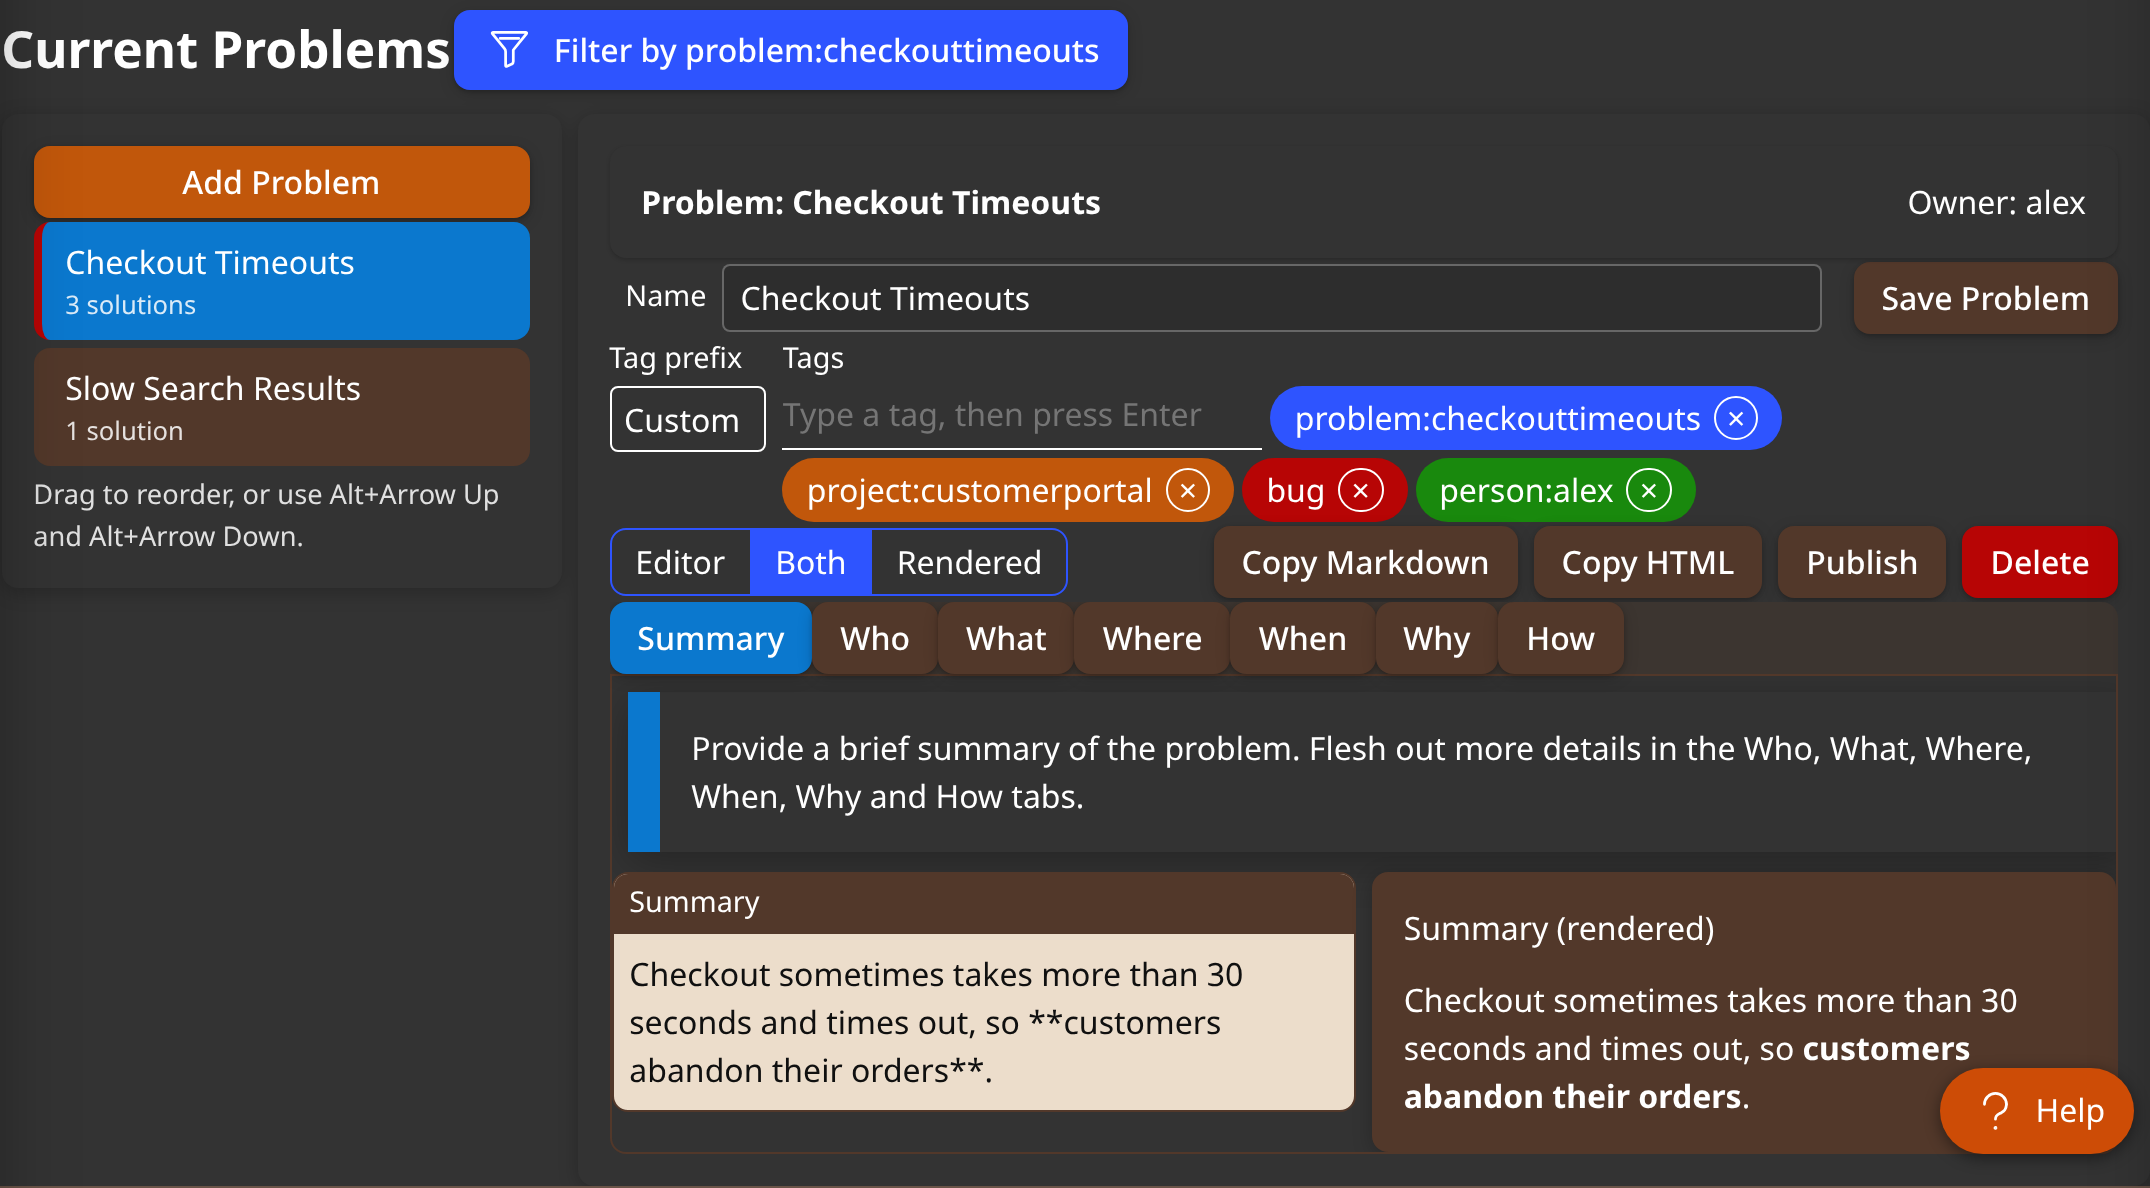 Current Problems
Filter by problem:checkouttimeouts
Add Problem
Checkout Timeouts
3 solutions
Slow Search Results
1 solution
Drag to reorder, or use Alt+Arrow Up
and Alt+Arrow Down.
Problem: Checkout Timeouts
Owner: alex
Name
Checkout Timeouts
Save Problem
Tag prefix
Tags
Custom
Type a tag, then press Enter
problem:checkouttimeouts
project:customerportal
bug
person:alex
Editor
Both
Rendered
Copy Markdown
Copy HTML
Publish
Delete
Summary
Who
What
Where
When
Why
How
Provide a brief summary of the problem. Flesh out more details in the Who, What, Where,
When, Why and How tabs.
Summary
Checkout sometimes takes more than 30
seconds and times out, so **customers
abandon their orders**.
Summary (rendered)
Checkout sometimes takes more than 30
seconds and times out, so customers
abandon their orders.
Help